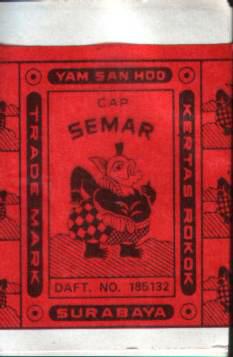 YAM SAN HOO
CAP
SEMAR
TRADE MARK
KERTAS ROKOK
DAFT. NO. 185132
SURABAYA